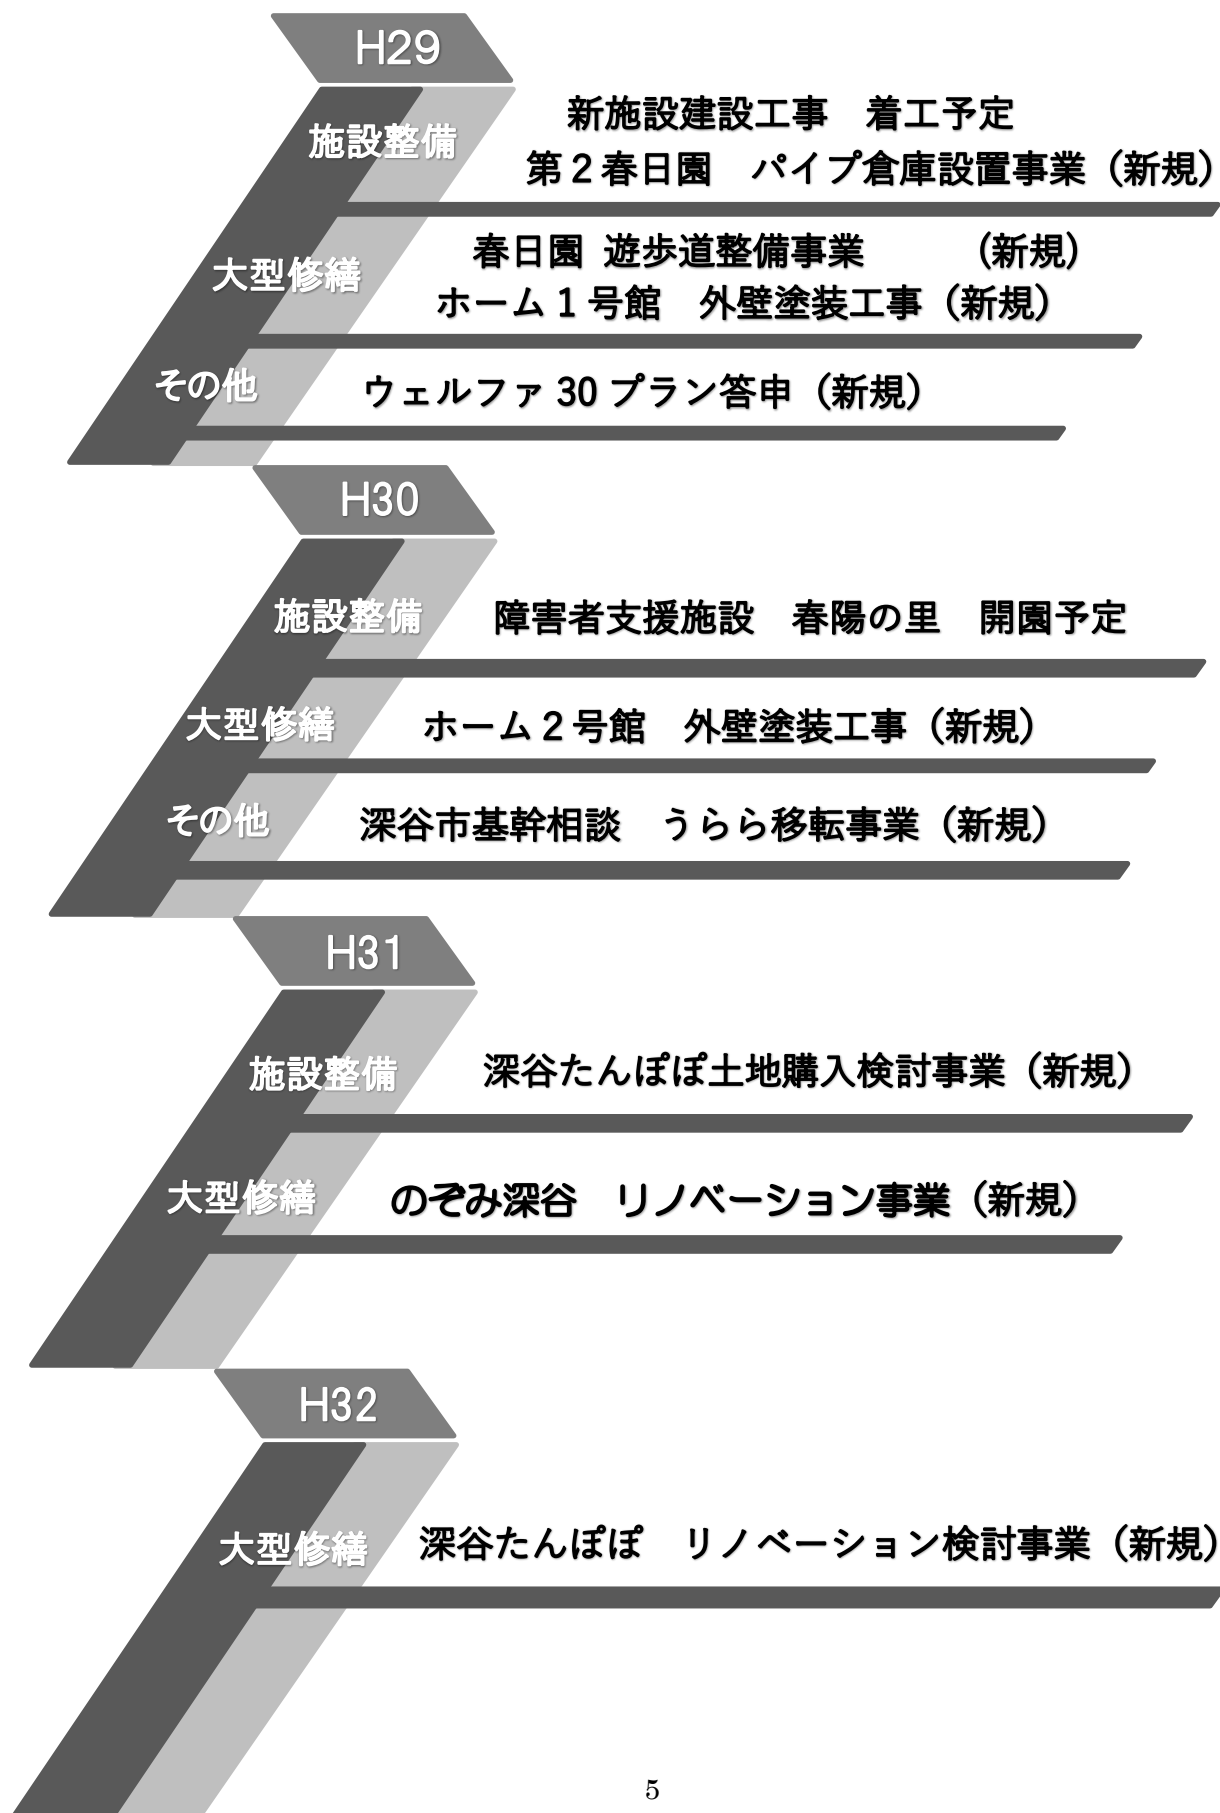 H29
施設整備
新施設建設工事　着工予定
第２春日園　パイプ倉庫設置事業（新規）
大型修繕
春日園 遊歩道整備事業　　　（新規）
ホーム１号館　外壁塗装工事（新規）
その他
ウェルファ 30 プラン答申（新規）
H30
施設整備
障害者支援施設　春陽の里　開園予定
大型修繕
ホーム２号館　外壁塗装工事（新規）
その他
深谷市基幹相談　うらら移転事業（新規）
H31
施設整備
深谷たんぽぽ土地購入検討事業（新規）
大型修繕
のぞみ深谷　リノベーション事業（新規）
H32
大型修繕
深谷たんぽぽ　リノベーション検討事業（新規）
5